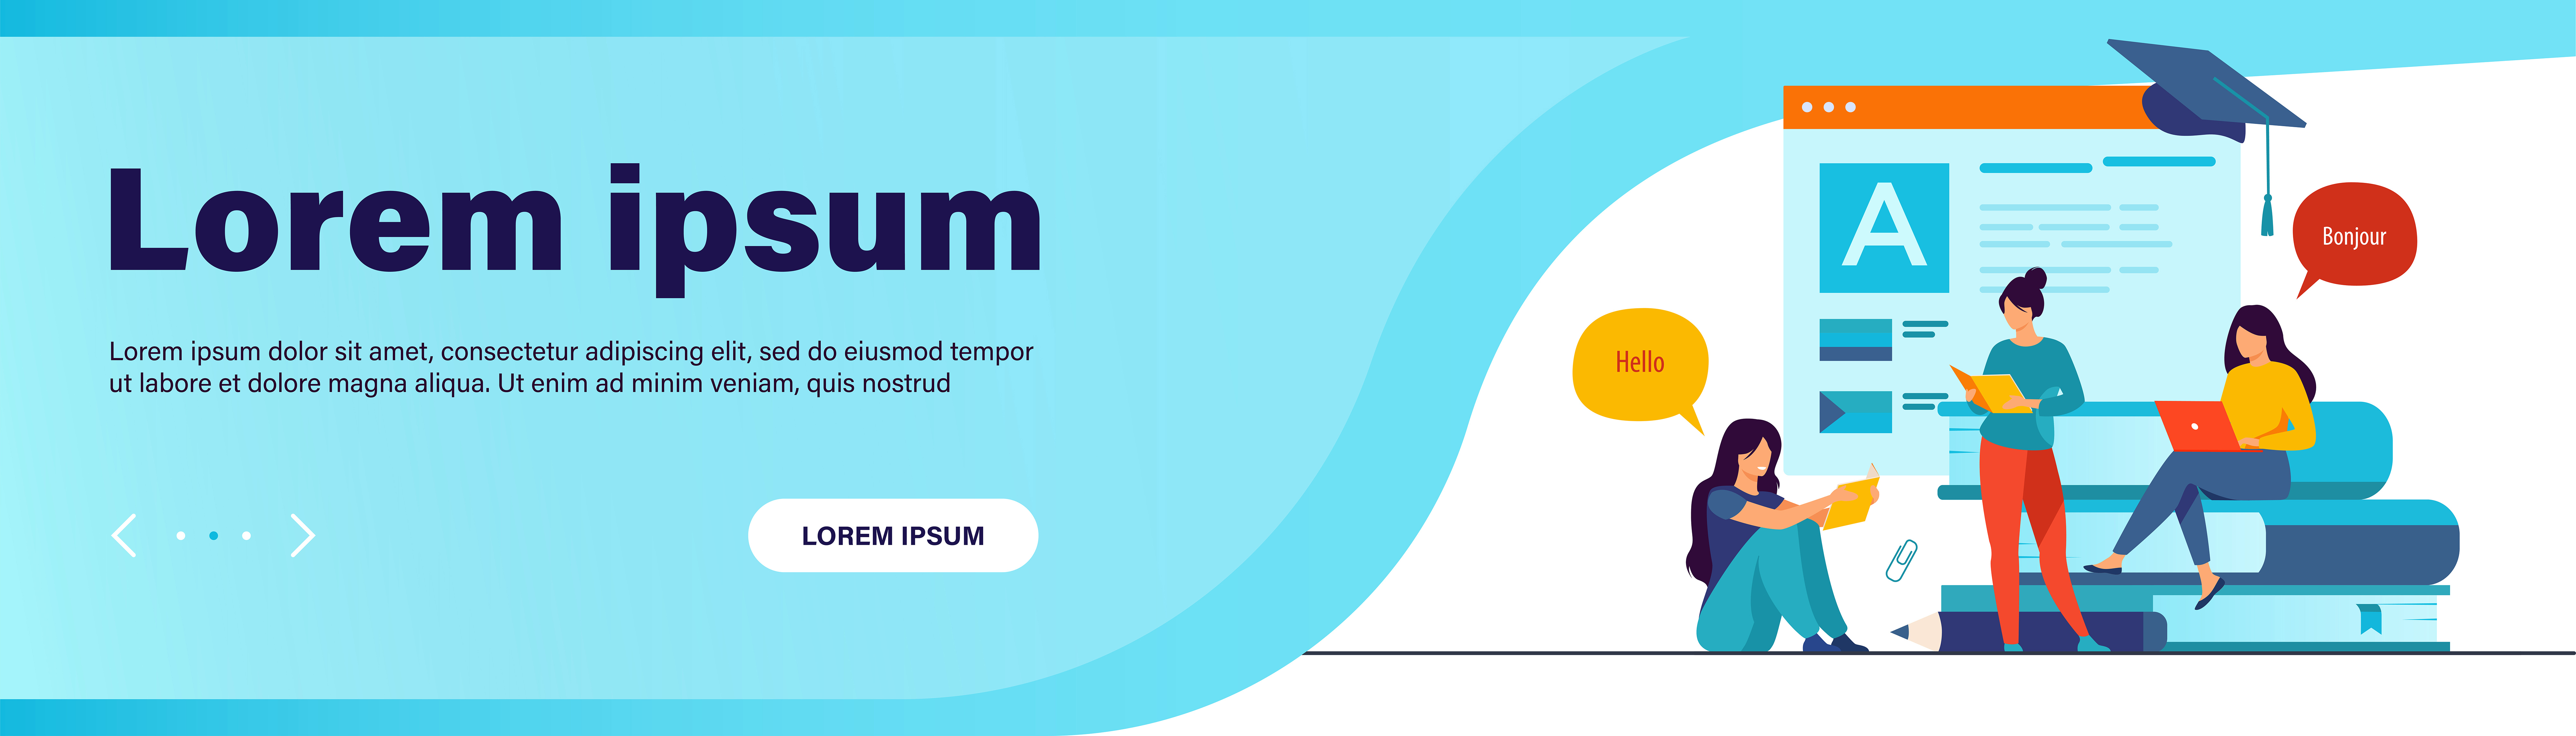 Lorem ipsum
Lorem ipsum dolor sit amet, consectetur adipiscing elit, sed do eiusmod tempor
ut labore et dolore magna aliqua. Ut enim ad minim veniam, quis nostrud
LOREM IPSUM
A
Hello
Bonjour